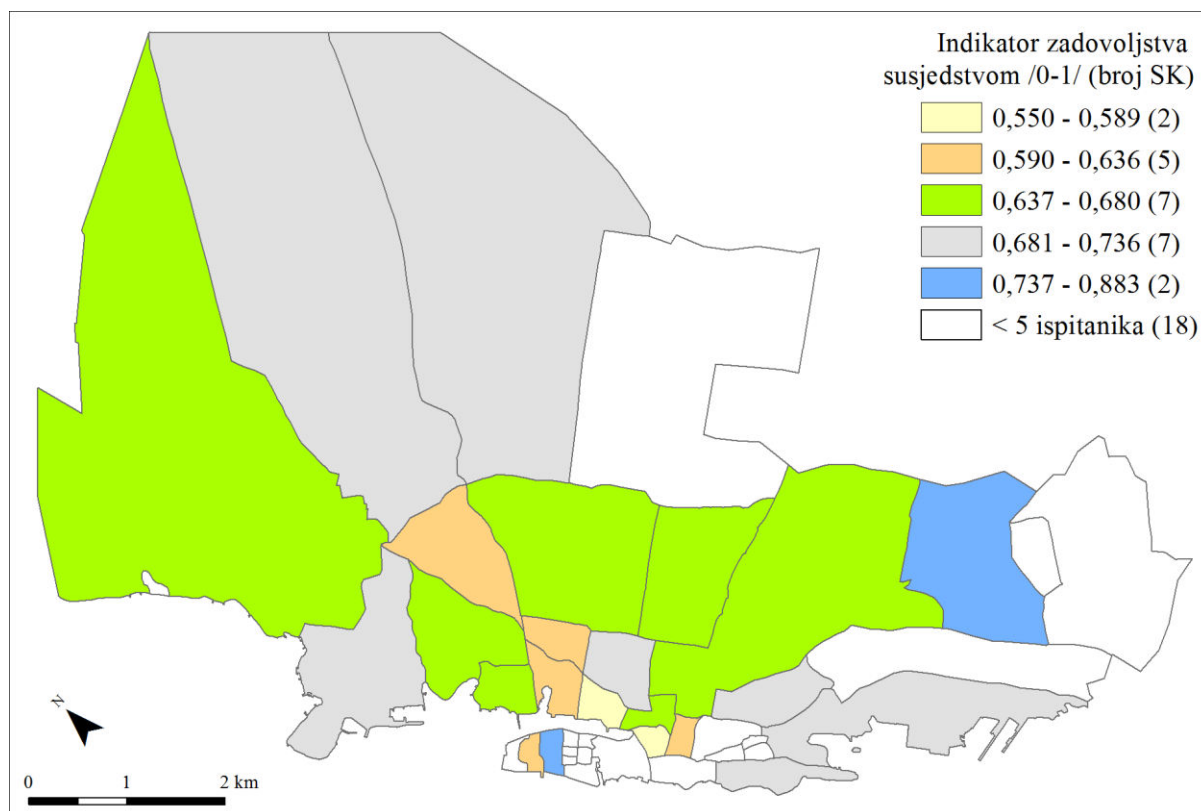 Indikator zadovoljstva
susjedstvom /0-1/ (broj SK)
0,550 - 0,589 (2)
0,590 - 0,636 (5)
0,637 - 0,680 (7)
0,681 - 0,736 (7)
0,737 - 0,883 (2)
< 5 ispitanika (18)
N
0 1 2 km